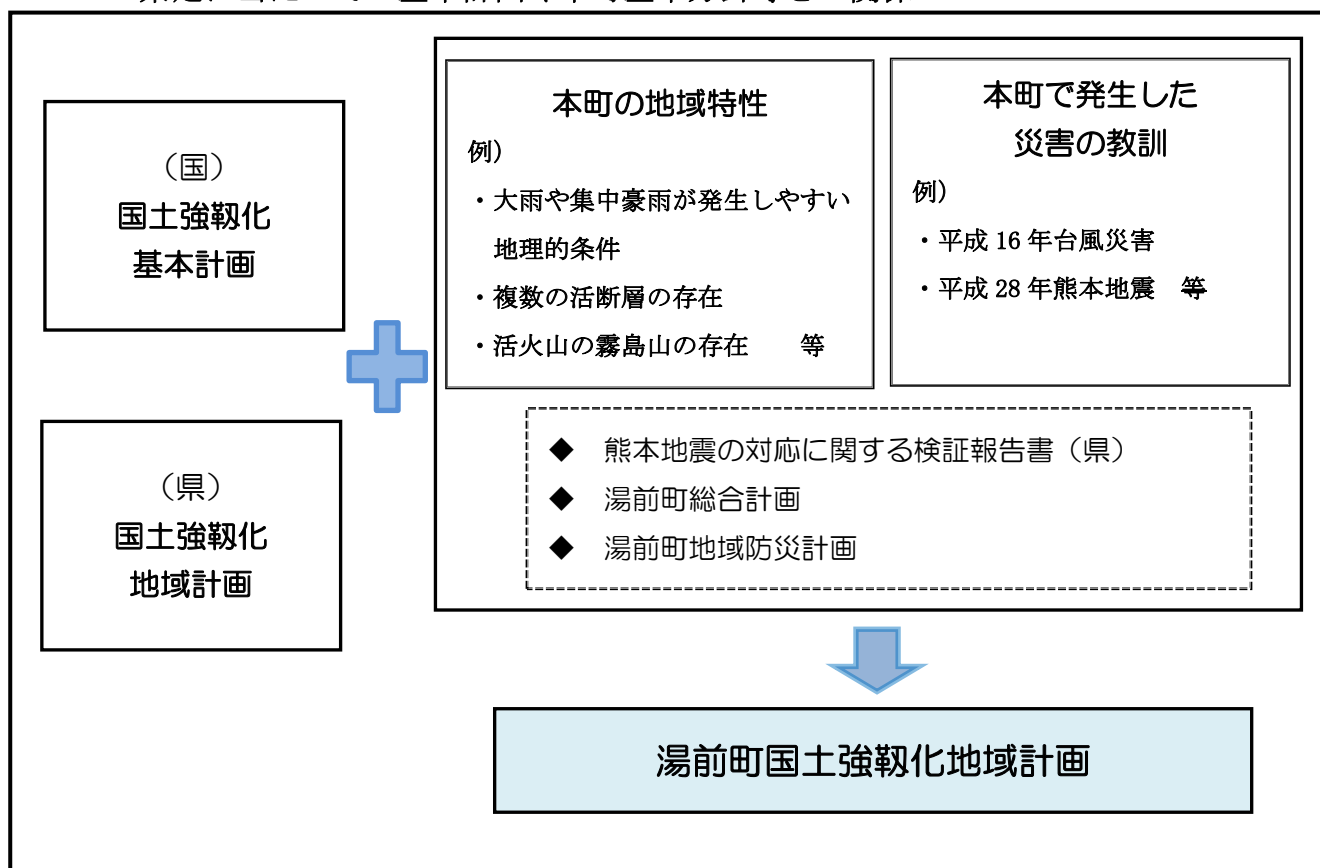 （国）
国土強靱化
基本計画
（県）
国土強靱化
地域計画
本町の地域特性
例）
・大雨や集中豪雨が発生しやすい
地理的条件
・複数の活断層の存在
・活火山の霧島山の存在　　等
本町で発生した
災害の教訓
例）
・平成 16 年台風災害
・平成 28 年熊本地震　等
◆　熊本地震の対応に関する検証報告書（県）
◆　湯前町総合計画
◆　湯前町地域防災計画
湯前町国土強靱化地域計画